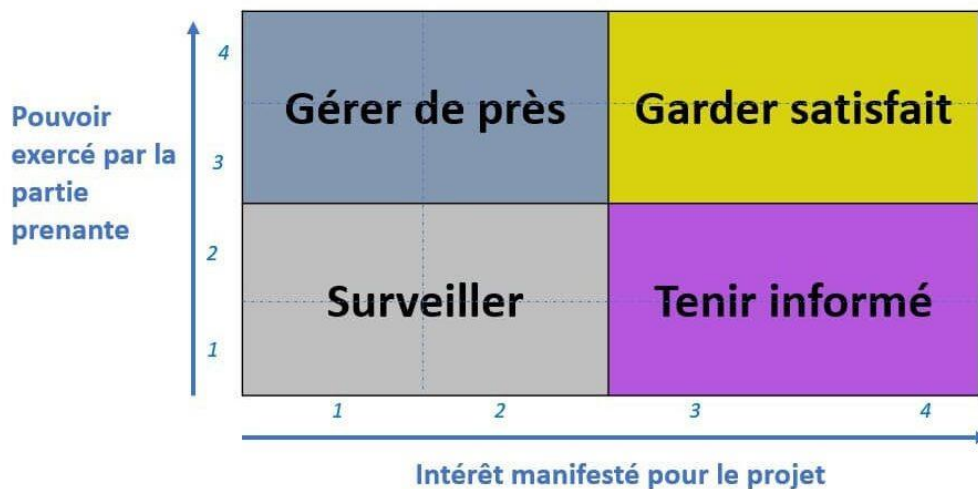 Pouvoir
exercé par la
partie
prenante
4
3
2
1
Gérer de près
Garder satisfait
Surveiller
Tenir informé
1
2
3
4
Intérêt manifesté pour le projet